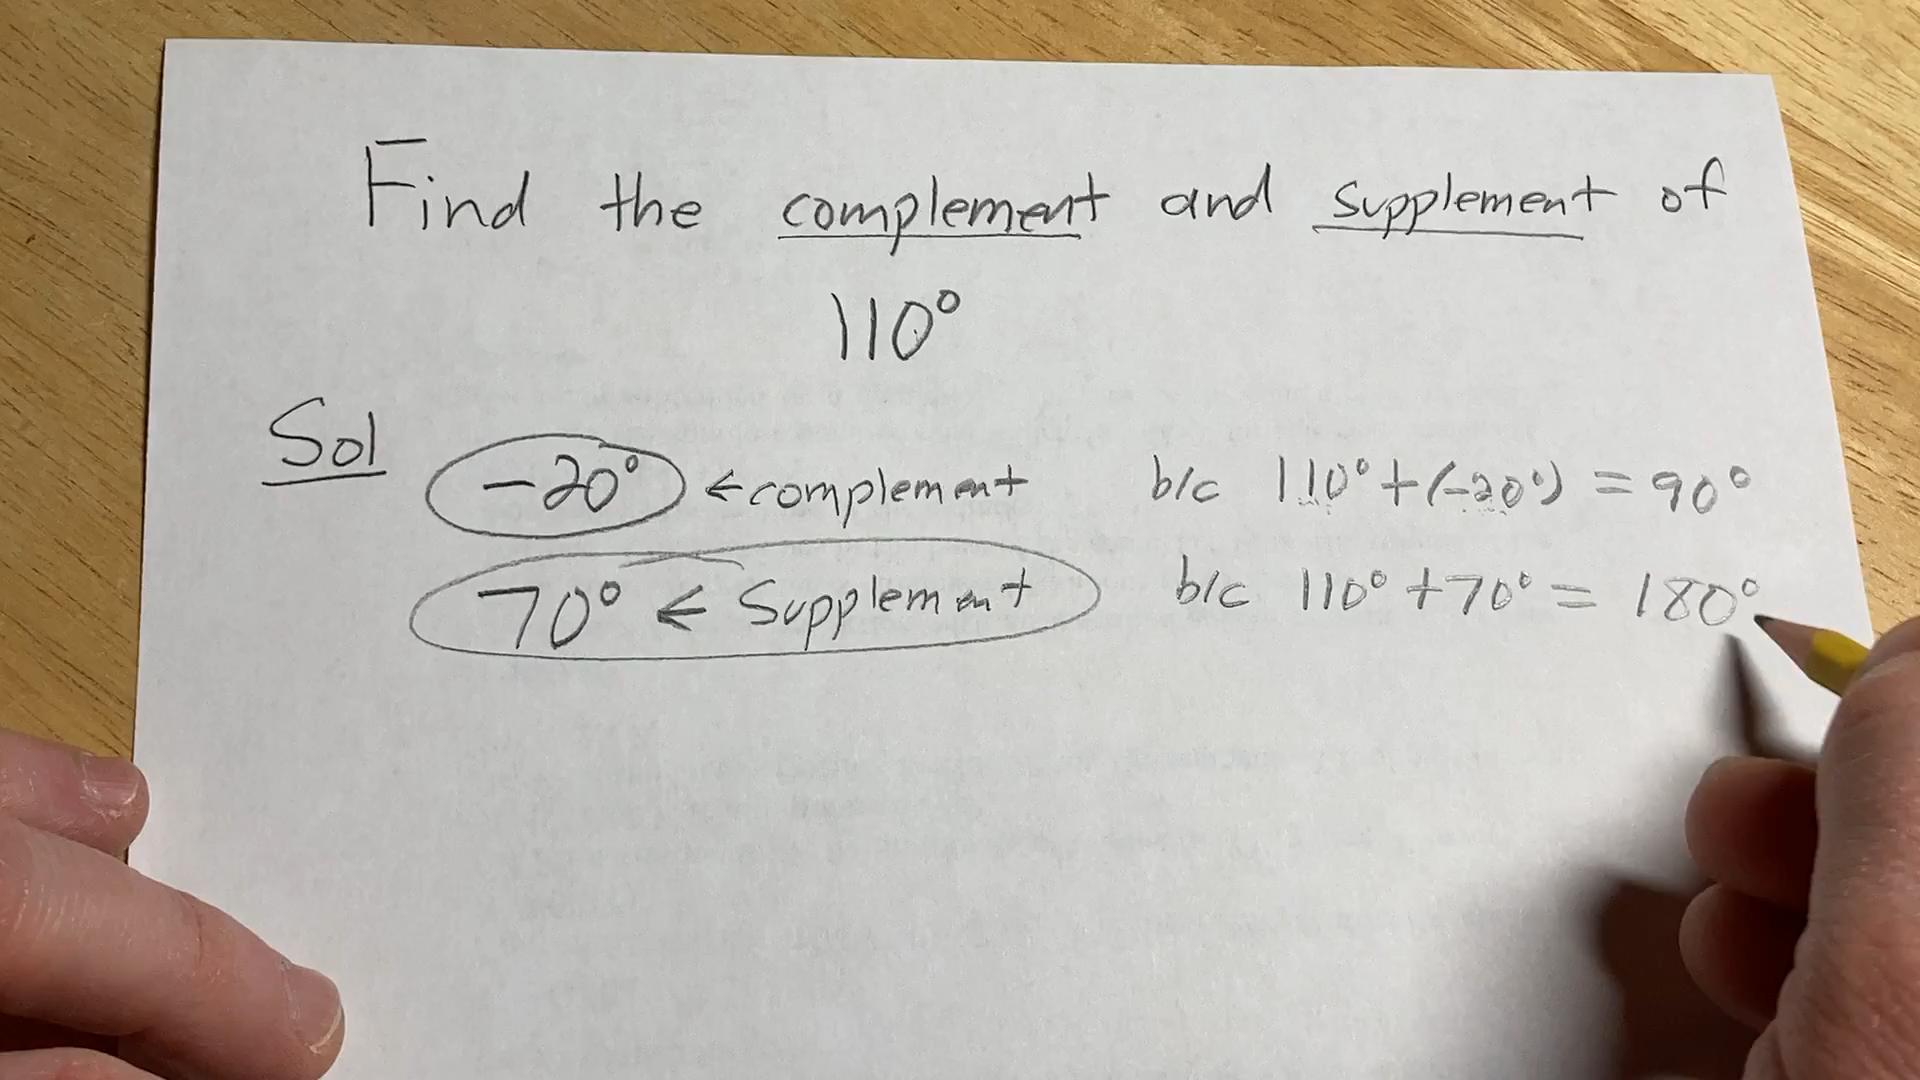 Find the complement and supplement of
110°
Sol
-20° ← complement b/c 110° + (-20°) = 90°
70° ← Supplement b/c 110° + 70° = 180°